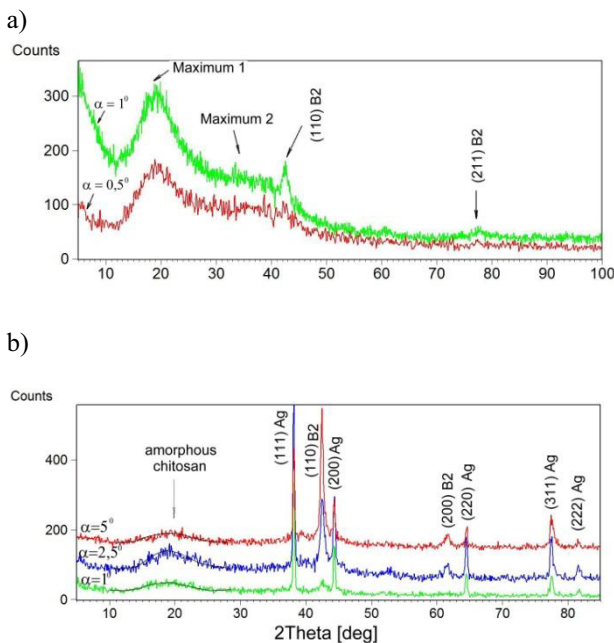 a)
Counts
Maximum 1
α = 1⁰
Maximum 2
(110) B2
(211) B2
300
200
α = 0,5⁰
100
0
10 20 30 40 50 60 70 80 90 100
b)
Counts
amorphous
chitosan
(111) Ag
(110) B2
(200) Ag
(200) B2
(220) Ag
(311) Ag
(222) Ag
400
200
α=5⁰
α=2,5⁰
α=1⁰
0
10 20 30 40 50 60 70 80
2Theta [deg]